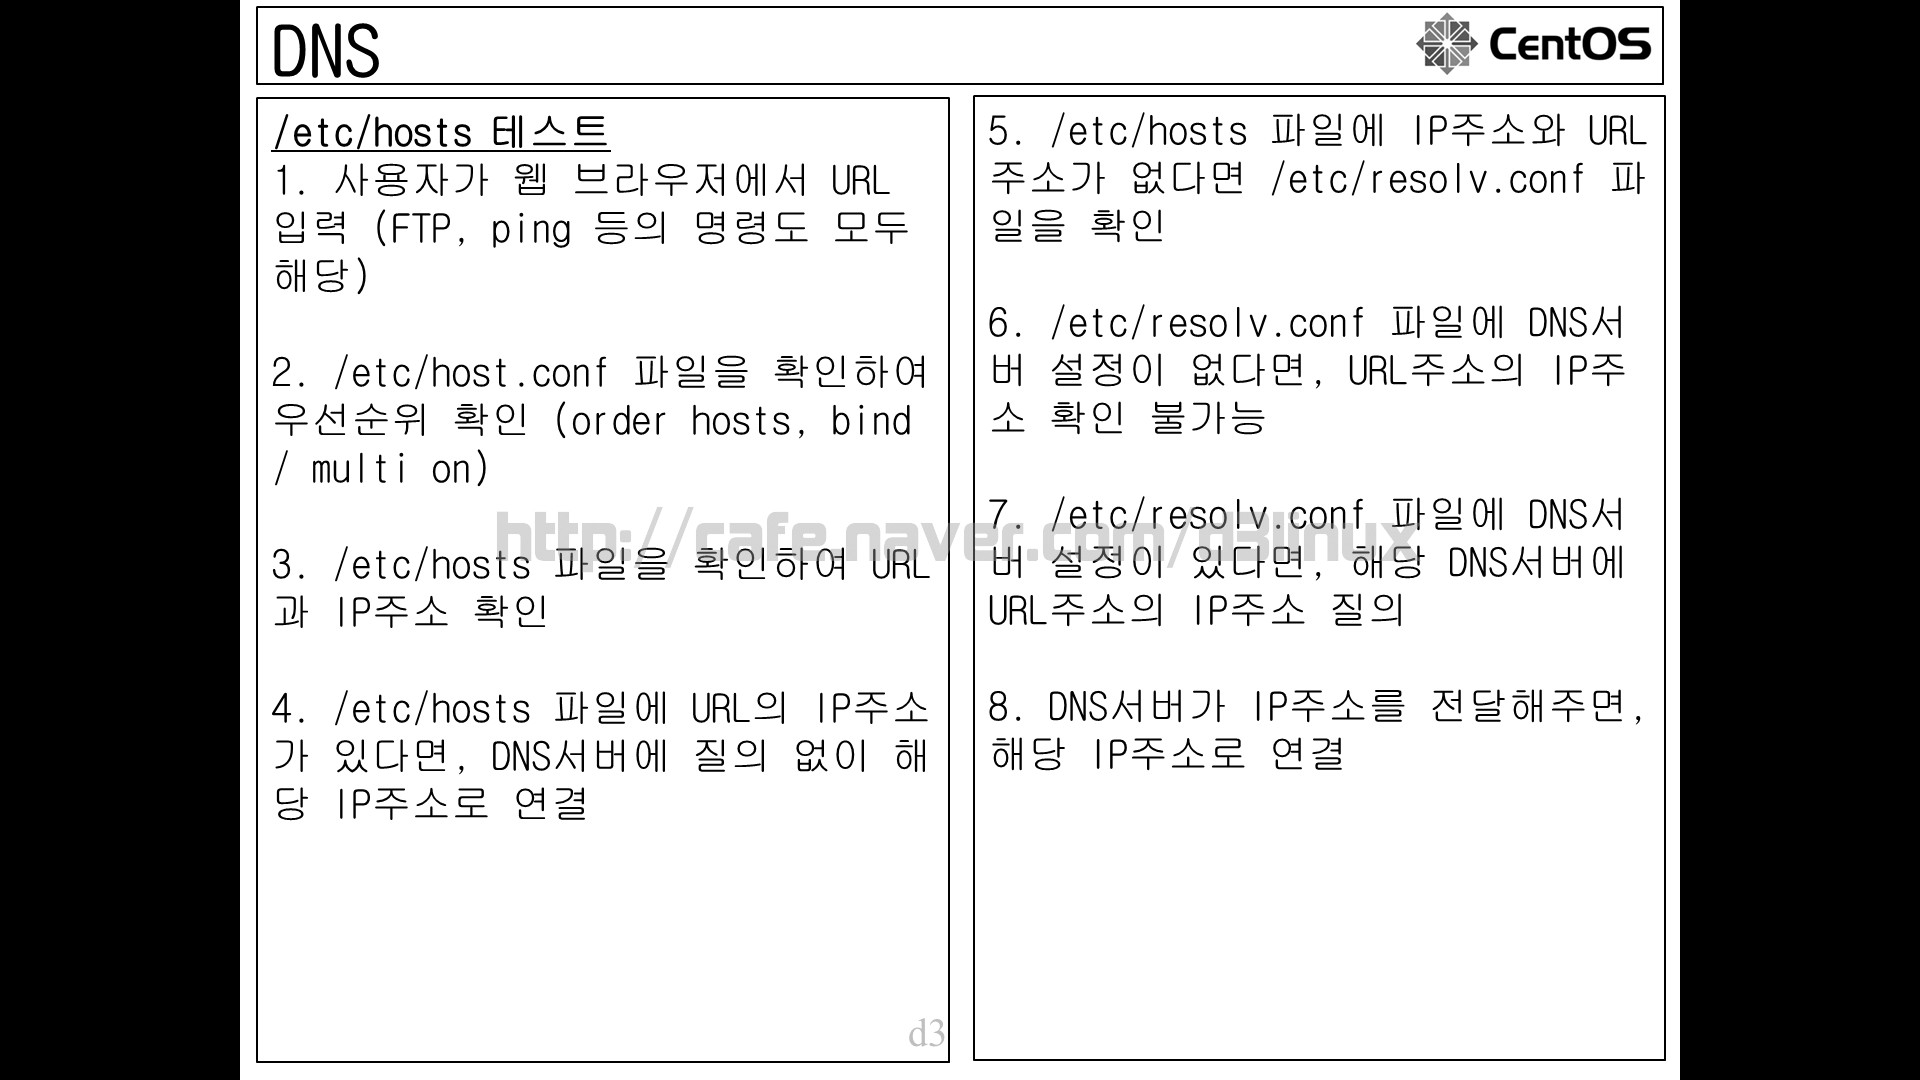 DNS
CentOS
/etc/hosts 테스트
1. 사용자가 웹 브라우저에서 URL
입력 (FTP, ping 등의 명령도 모두
해당)
2. /etc/host.conf 파일을 확인하여
우선순위 확인 (order hosts, bind
/ multi on)
3. /etc/hosts 파일을 확인하여 URL
과 IP주소 확인
4. /etc/hosts 파일에 URL의 IP주소
가 있다면, DNS서버에 질의 없이 해
당 IP주소로 연결
5. /etc/hosts 파일에 IP주소와 URL
주소가 없다면 /etc/resolv.conf 파
일을 확인
6. /etc/resolv.conf 파일에 DNS서
버 설정이 없다면, URL주소의 IP주
소 확인 불가능
7. /etc/resolv.conf 파일에 DNS서
버 설정이 있다면, 해당 DNS서버에
URL주소의 IP주소 질의
8. DNS서버가 IP주소를 전달해주면,
해당 IP주소로 연결
http://cafe.naver.com/d3linux
d3